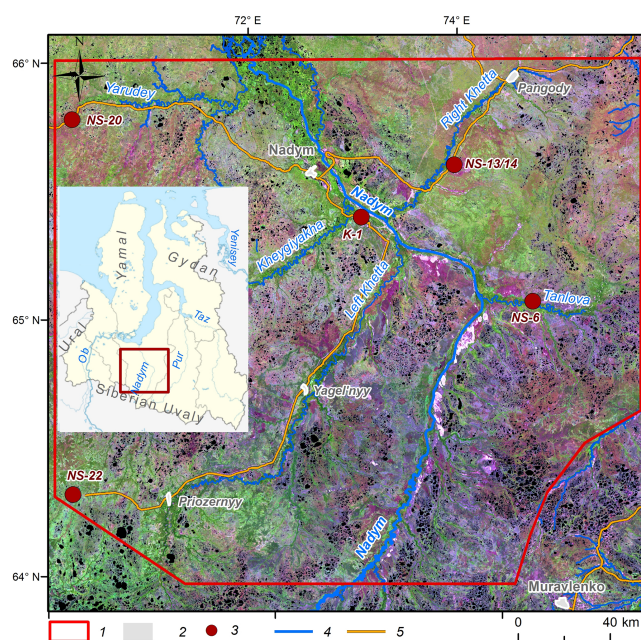 72° E
74° E
66° N
Yarudey
NS-20
Right Khetta
Pangody
Nadym
NS-13/14
Nadym
K-1
Kheygiyakha
Left Khetta
Yamal
Gydan
Yenisey
Taz
Ural
Ob
Nadym
Pur
Siberian Uvaly
Tanlova
NS-6
65° N
Yagel'nyy
NS-22
Priozernyy
Nadym
64° N
Muravlenko
1
2
3
4
5
0
40 km